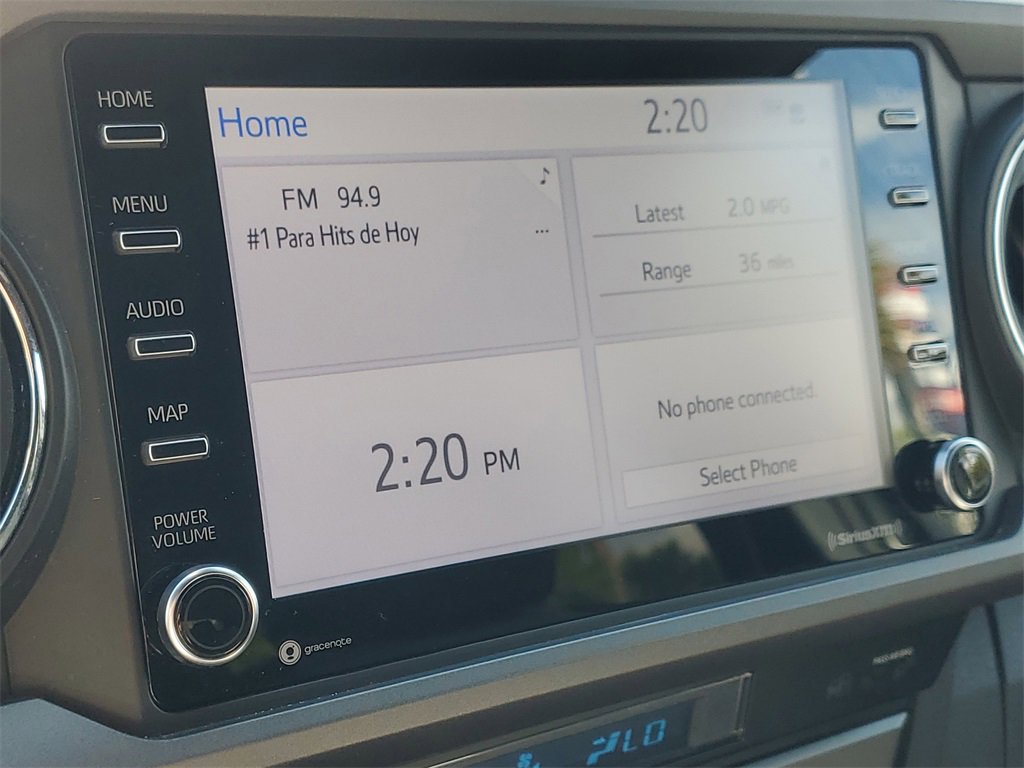 HOME
MENU
AUDIO
MAP
POWER
VOLUME
Home
2:20
FM 94.9
#1 Para Hits de Hoy
...
Latest 2.0 MPG
Range 36 miles
2:20 PM
No phone connected.
Select Phone
gracenote
SiriusXM
LO